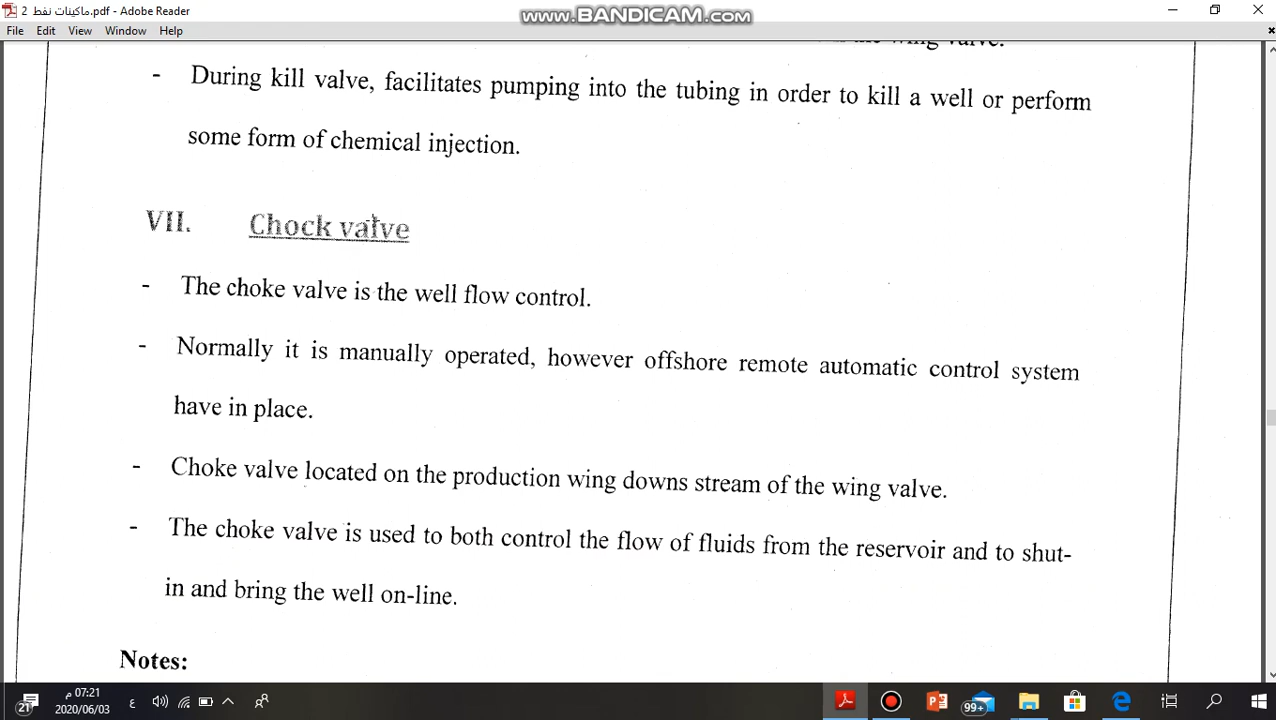 ماكينات نفط 2.pdf - Adobe Reader
www.BANDICAM.com
File Edit View Window Help
the wing valve.
- During kill valve, facilitates pumping into the tubing in order to kill a well or perform
some form of chemical injection.
VII. Chock valve
- The choke valve is the well flow control.
- Normally it is manually operated, however offshore remote automatic control system
have in place.
- Choke valve located on the production wing downs stream of the wing valve.
- The choke valve is used to both control the flow of fluids from the reservoir and to shut-
in and bring the well on-line.
Notes:
21
07:21 م
2020/06/03
ع
99+